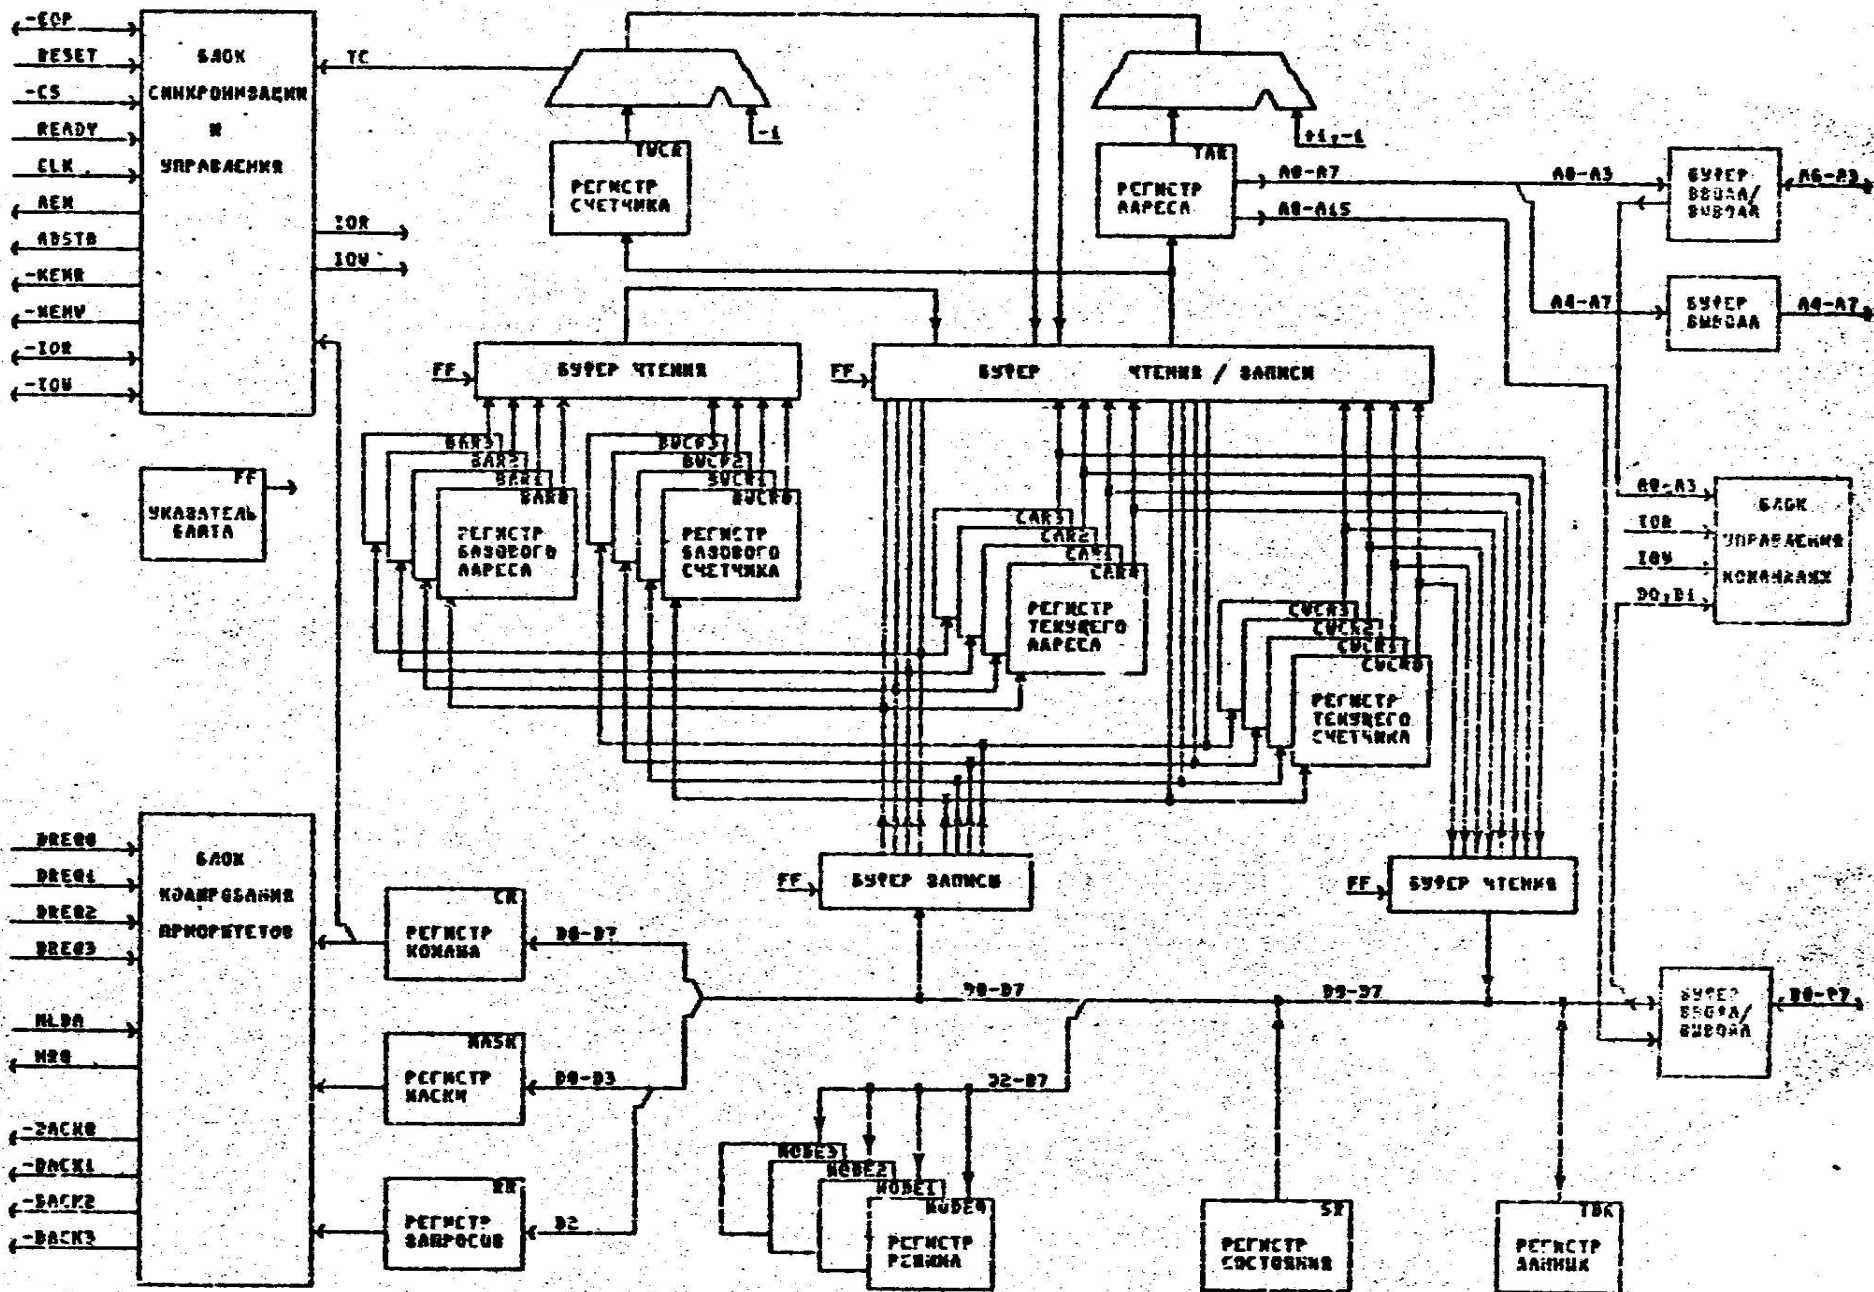 -EOP
RESET
-CS
READY
CLK
AEN
ADSTB
-MEMR
-MEMW
-IOR
-IOW
БЛОК
СИНХРОНИЗАЦИИ
И
УПРАВЛЕНИЯ
TC
IOR
IOW
-1
TWCR
РЕГИСТР
СЧЕТЧИКА
+1,-1
TAR
РЕГИСТР
АДРЕСА
A0-A7
A8-A15
A0-A3
БУФЕР
ВВОДА/
ВЫВОДА
A0-A3
A4-A7
БУФЕР
ВЫВОДА
A4-A7
FF
БУФЕР ЧТЕНИЯ
FF
БУФЕР ЧТЕНИЯ / ЗАПИСИ
FF
УКАЗАТЕЛЬ
БАЙТА
BAR3
BAR2
BAR1
BAR0
РЕГИСТР
БАЗОВОГО
АДРЕСА
BWCR3
BWCR2
BWCR1
BWCR0
РЕГИСТР
БАЗОВОГО
СЧЕТЧИКА
CAR3
CAR2
CAR1
CAR0
РЕГИСТР
ТЕКУЩЕГО
АДРЕСА
CWCR3
CWCR2
CWCR1
CWCR0
РЕГИСТР
ТЕКУЩЕГО
СЧЕТЧИКА
A0-A3
IOR
IOW
D0,D1
БЛОК
УПРАВЛЕНИЯ
DREQ0
DREQ1
DREQ2
DREQ3
HLDA
HRQ
-DACK0
-DACK1
-DACK2
-DACK3
БЛОК
КОДИРОВАНИЯ
ПРИОРИТЕТОВ
CR
РЕГИСТР
КОМАНД
D0-D7
MASK
РЕГИСТР
МАСКИ
D0-D3
RR
РЕГИСТР
ЗАПРОСОВ
D2
FF
БУФЕР ЗАПИСИ
FF
БУФЕР ЧТЕНИЯ
D0-D7
D0-D7
D2-D7
БУФЕР
ВВОДА/
ВЫВОДА
D0-D7
MODE3
MODE2
MODE1
MODE0
РЕГИСТР
РЕЖИМА
SR
РЕГИСТР
СОСТОЯНИЯ
TDR
РЕГИСТР
ДАННЫХ